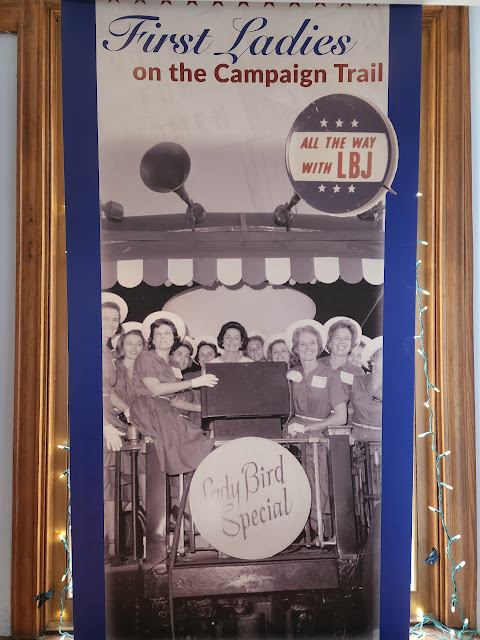 First Ladies
on the Campaign Trail
ALL THE WAY
WITH LBJ
Lady Bird
Special